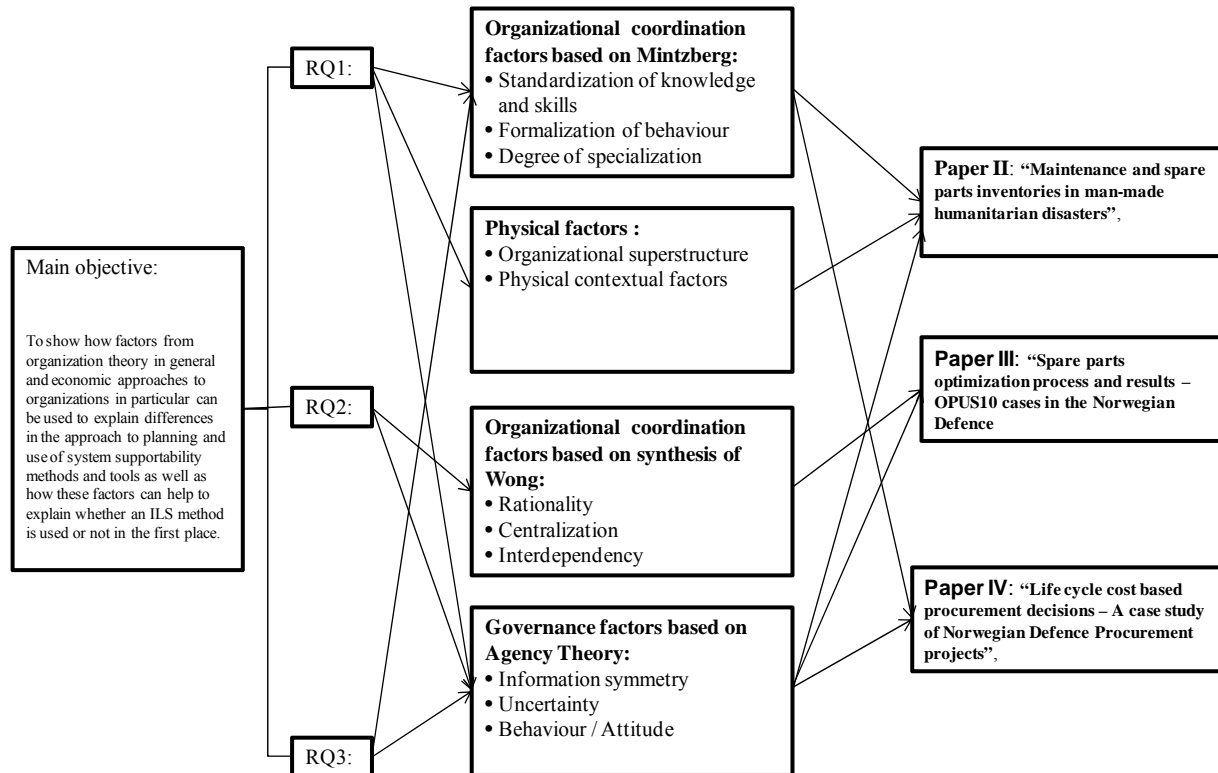 Main objective:
To show how factors from
organization theory in general
and economic approaches to
organizations in particular can
be used to explain differences
in the approach to planning and
use of system supportability
methods and tools as well as
how these factors can help to
explain whether an ILS method
is used or not in the first place.
RQ1:
RQ2:
RQ3:
Organizational coordination
factors based on Mintzberg:
• Standardization of knowledge
and skills
• Formalization of behaviour
• Degree of specialization
Physical factors :
• Organizational superstructure
• Physical contextual factors
Organizational coordination
factors based on synthesis of
Wong:
• Rationality
• Centralization
• Interdependency
Governance factors based on
Agency Theory:
• Information symmetry
• Uncertainty
• Behaviour / Attitude
Paper II: “Maintenance and spare
parts inventories in man-made
humanitarian disasters”,
Paper III: “Spare parts
optimization process and results –
OPUS10 cases in the Norwegian
Defence
Paper IV: “Life cycle cost based
procurement decisions – A case study
of Norwegian Defence Procurement
projects”,